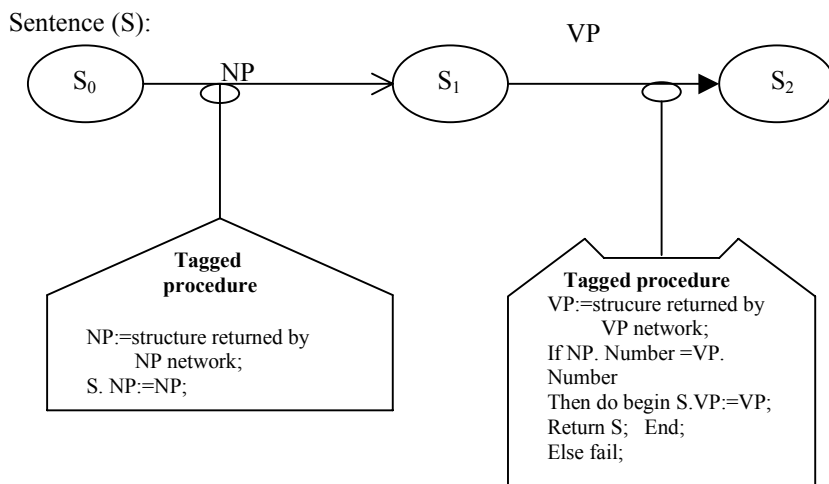 Sentence (S):
VP
NP
S0
S1
S2
Tagged
procedure
NP:=structure returned by
NP network;
S. NP:=NP;
Tagged procedure
VP:=strucure returned by
VP network;
If NP. Number =VP.
Number
Then do begin S.VP:=VP;
Return S; End;
Else fail;